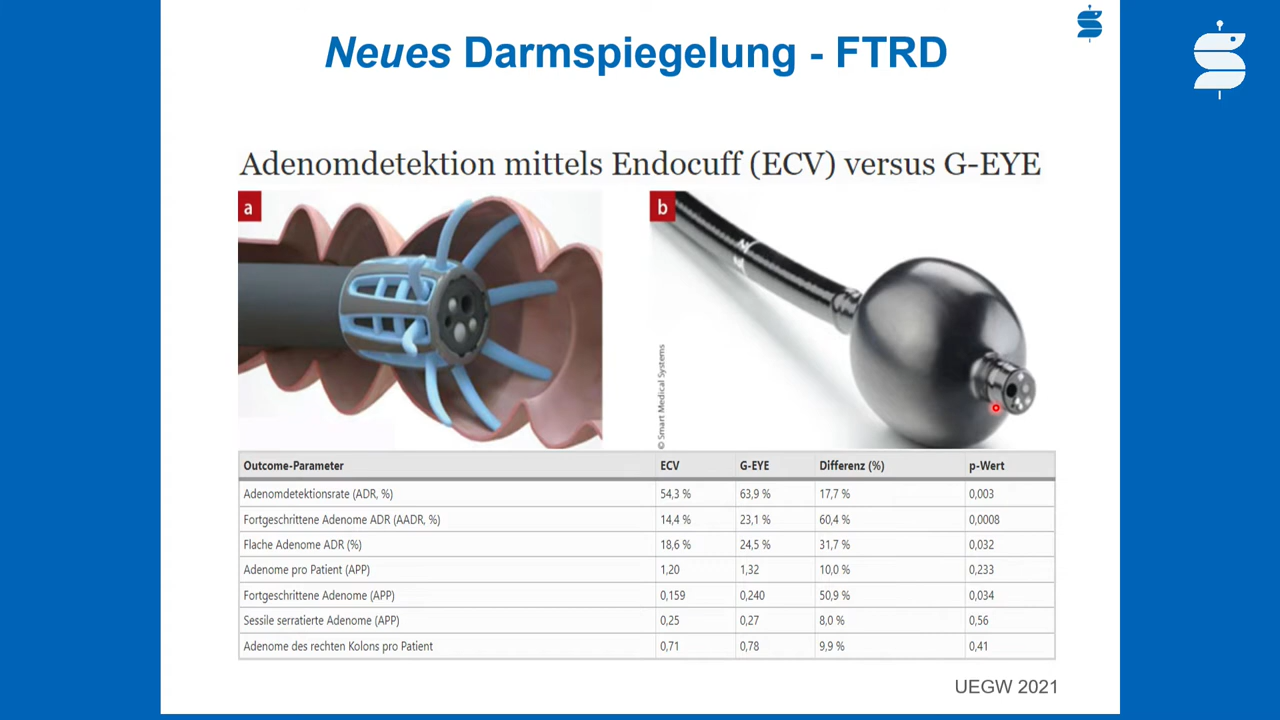 Neues Darmspiegelung - FTRD
Adenomdetektion mittels Endocuff (ECV) versus G-EYE
a
b
© Smart Medical Systems
Outcome-Parameter ECV G-EYE Differenz (%) p-Wert
Adenomdetektionsrate (ADR, %) 54,3 % 63,9 % 17,7 % 0,003
Fortgeschrittene Adenome ADR (AADR, %) 14,4 % 23,1 % 60,4 % 0,0008
Flache Adenome ADR (%) 18,6 % 24,5 % 31,7 % 0,032
Adenome pro Patient (APP) 1,20 1,32 10,0 % 0,233
Fortgeschrittene Adenome (APP) 0,159 0,240 50,9 % 0,034
Sessile serratierte Adenome (APP) 0,25 0,27 8,0 % 0,56
Adenome des rechten Kolons pro Patient 0,71 0,78 9,9 % 0,41
UEGW 2021